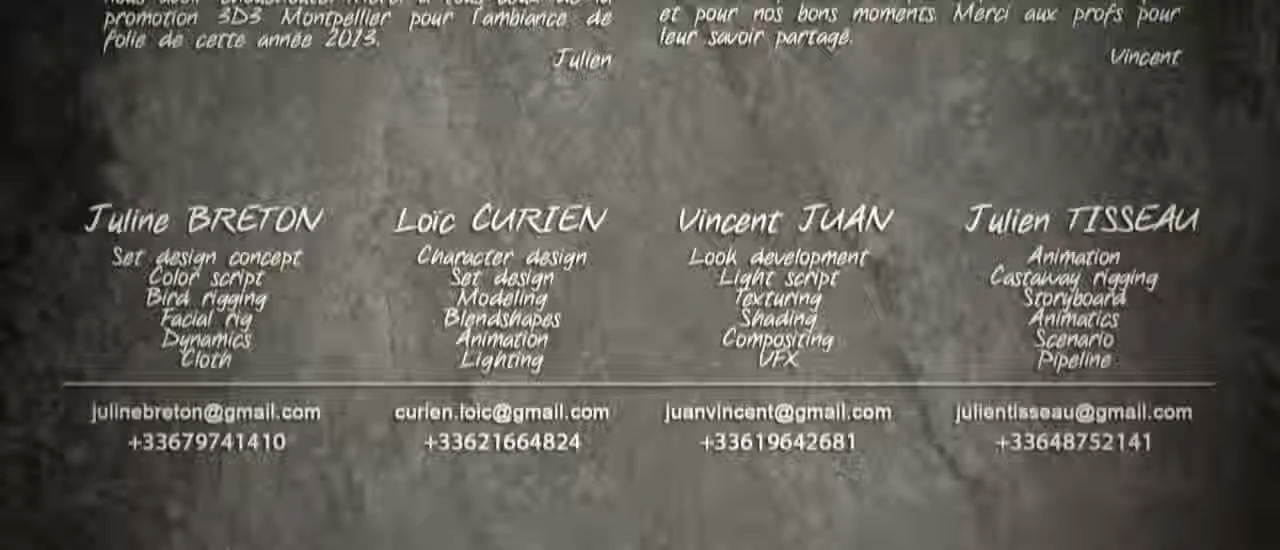 promotion 3D3 Montpellier pour l'ambiance de
folie de cette année 2013.
Julien
et pour nos bons moments. Merci aux profs pour
leur savoir partagé.
Vincent
Juline BRETON
Set design concept
Color script
Bird rigging
Facial rig
Dynamics
Cloth
julinebreton@gmail.com
+33679741410
Loïc CURIEN
Character design
Set design
Modeling
Blendshapes
Animation
Lighting
curien.loic@gmail.com
+33621664824
Vincent JUAN
Look development
Light script
Texturing
Shading
Compositing
VFX
juanvincent@gmail.com
+33619642681
Julien TISSEAU
Animation
Castaway rigging
Storyboard
Animatics
Scenario
Pipeline
julientisseau@gmail.com
+33648752141